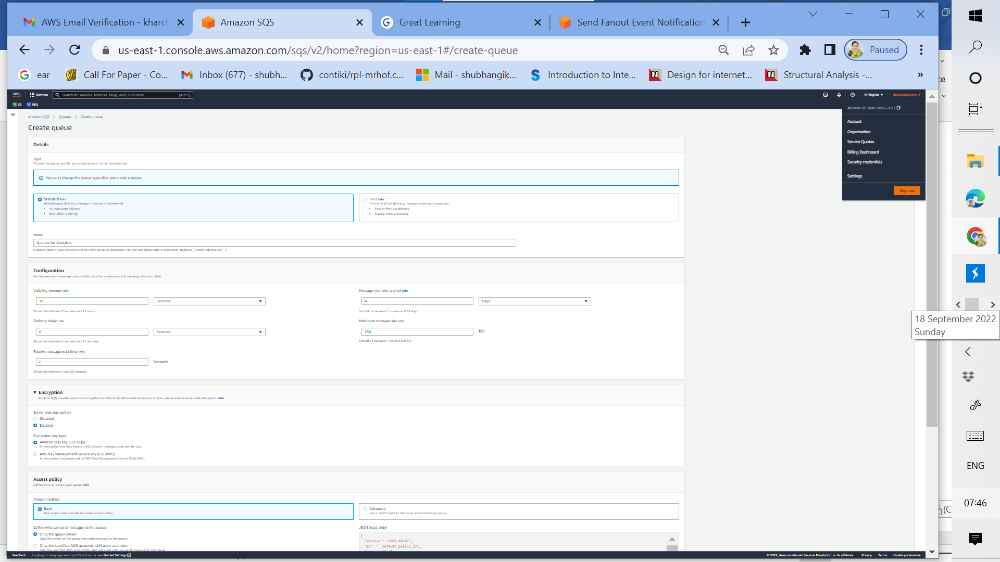 AWS Email Verification - kharch
Amazon SQS
Great Learning
Send Fanout Event Notification
us-east-1.console.aws.amazon.com/sqs/v2/home?region=us-east-1#/create-queue
Paused
ear
Call For Paper - Co...
Inbox (677) - shubh...
contiki/rpl-mrhof.c...
Mail - shubhangik...
Introduction to Inte...
Design for internet...
Structural Analysis -...
»
aws
Services
Search for services, features, blogs, docs, and more
[Alt+S]
N. Virginia
shubhangi24aws
S3
RDS
Account ID: 2042-9866-2877
Account
Organization
Service Quotas
Billing Dashboard
Security credentials
Settings
Sign out
Amazon SQS
Queues
Create queue
Create queue
Details
Type
Choose the queue type for your application or cloud infrastructure.
You can't change the queue type after you create a queue.
Standard Info
At-least-once delivery, message ordering isn't preserved
• At-least once delivery
• Best-effort ordering
FIFO Info
First-in-first-out delivery, message ordering is preserved
• First-in-first-out delivery
• Exactly-once processing
Name
Queues-for-Analytics
A queue name is case-sensitive and can have up to 80 characters. You can use alphanumeric characters, hyphens (-), and underscores ( _ ).
Configuration
Set the maximum message size, visibility to other consumers, and message retention. Info
Visibility timeout Info
30
Seconds
Should be between 0 seconds and 12 hours.
Message retention period Info
4
Days
Should be between 1 minute and 14 days.
Delivery delay Info
0
Seconds
Should be between 0 seconds and 15 minutes.
Maximum message size Info
256
KB
Should be between 1 KB and 256 KB.
Receive message wait time Info
0
Seconds
Should be between 0 and 20 seconds.
Encryption
Amazon SQS provides in-transit encryption by default. To add at-rest encryption to your queue, enable server-side encryption. Info
Server-side encryption
Disabled
Enabled
Encryption key type
Amazon SQS key (SSE-SQS)
An encryption key that Amazon SQS creates, manages, and uses for you.
AWS Key Management Service key (SSE-KMS)
An encryption key protected by AWS Key Management Service (AWS KMS).
Access policy
Define who can access your queue. Info
Choose method
Basic
Use simple criteria to define a basic access policy.
Advanced
Use a JSON object to define an advanced access policy.
Define who can send messages to the queue
Only the queue owner
Only the owner of the queue can send messages to the queue.
Only the specified AWS accounts, IAM users and roles
Only the specified AWS account IDs, IAM users and roles can send messages to the queue.
JSON (read-only)
{
"Version": "2008-10-17",
"Id": "__default_policy_ID",
Feedback
Looking for language selection? Find it in the new Unified Settings
© 2022, Amazon Internet Services Private Ltd. or its affiliates.
Privacy
Terms
Cookie preferences
18 September 2022
Sunday
ENG
07:46